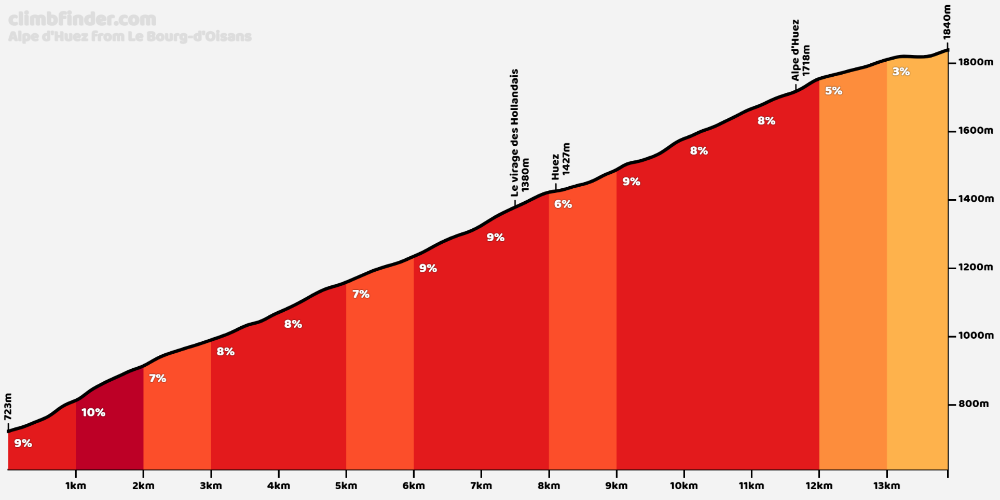 climbfinder.com
Alpe d'Huez from Le Bourg-d'Oisans
723m
Le virage des Hollandais
1380m
Huez
1427m
Alpe d'Huez
1718m
1840m
9%
10%
7%
8%
8%
7%
9%
9%
6%
9%
8%
8%
5%
3%
1800m
1600m
1400m
1200m
1000m
800m
1km
2km
3km
4km
5km
6km
7km
8km
9km
10km
11km
12km
13km